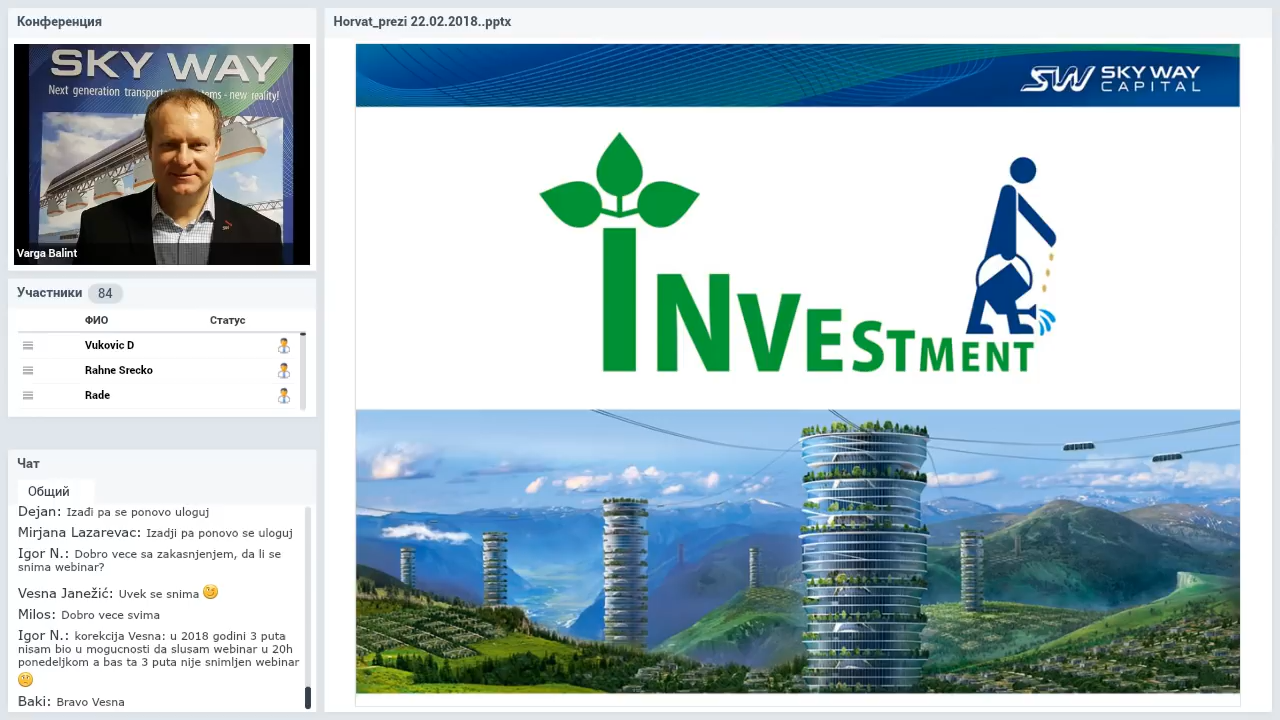 Конференция
SKY WAY
Next generation transporta ems - new reality!
Varga Balint
Участники 84
ФИО Статус
Vukovic D
Rahne Srecko
Rade
Чат
Общий
Dejan: Izađi pa se ponovo uloguj
Mirjana Lazarevac: pa ponovo se uloguj
Igor N.: Dobro vece sa zakasnjenjem, da li se
snima webinar?
Vesna Janežić: Uvek se snima
Milos: Dobro vece svima
Igor N.: korekcija Vesna: u 2018 godini 3 puta
nisam bio u mogucnosti da slusam webinar u 20h
ponedeljkom a bas ta 3 puta nije snimljen webinar
Baki: Bravo Vesna
Horvat_prezi 22.02.2018..pptx
SW SKY WAY
CAPITAL
INVESTMENT